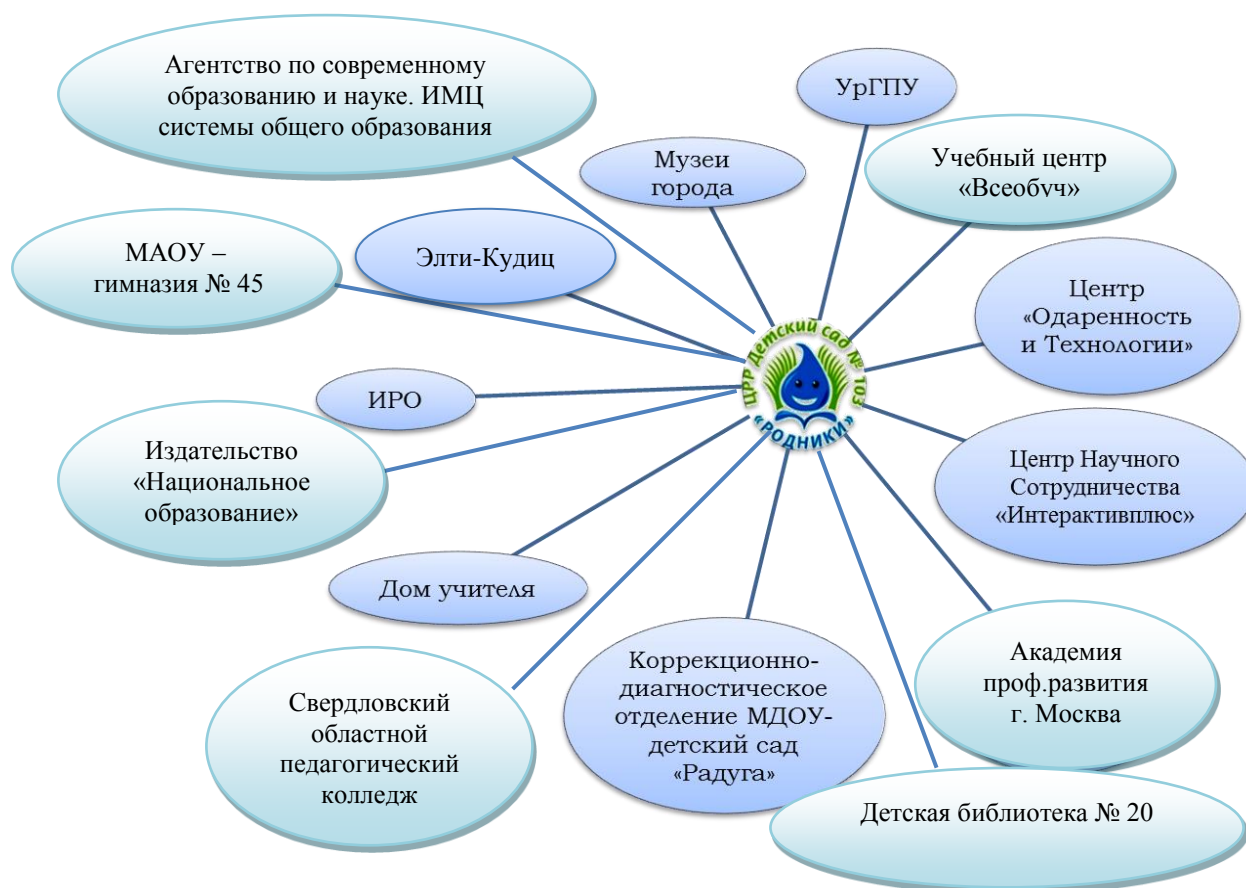 Агентство по современному
образованию и науке. ИМЦ
системы общего образования
УрГПУ
Музеи
города
Учебный центр
«Всеобуч»
МАОУ –
гимназия № 45
Элти-Кудиц
Центр
«Одаренность
и Технологии»
ЦРР Детский сад № 103
«РОДНИКИ»
ИРО
Издательство
«Национальное
образование»
Центр Научного
Сотрудничества
«Интерактивплюс»
Дом учителя
Коррекционно-
диагностическое
отделение МДОУ-
детский сад
«Радуга»
Академия
проф.развития
г. Москва
Свердловский
областной
педагогический
колледж
Детская библиотека № 20